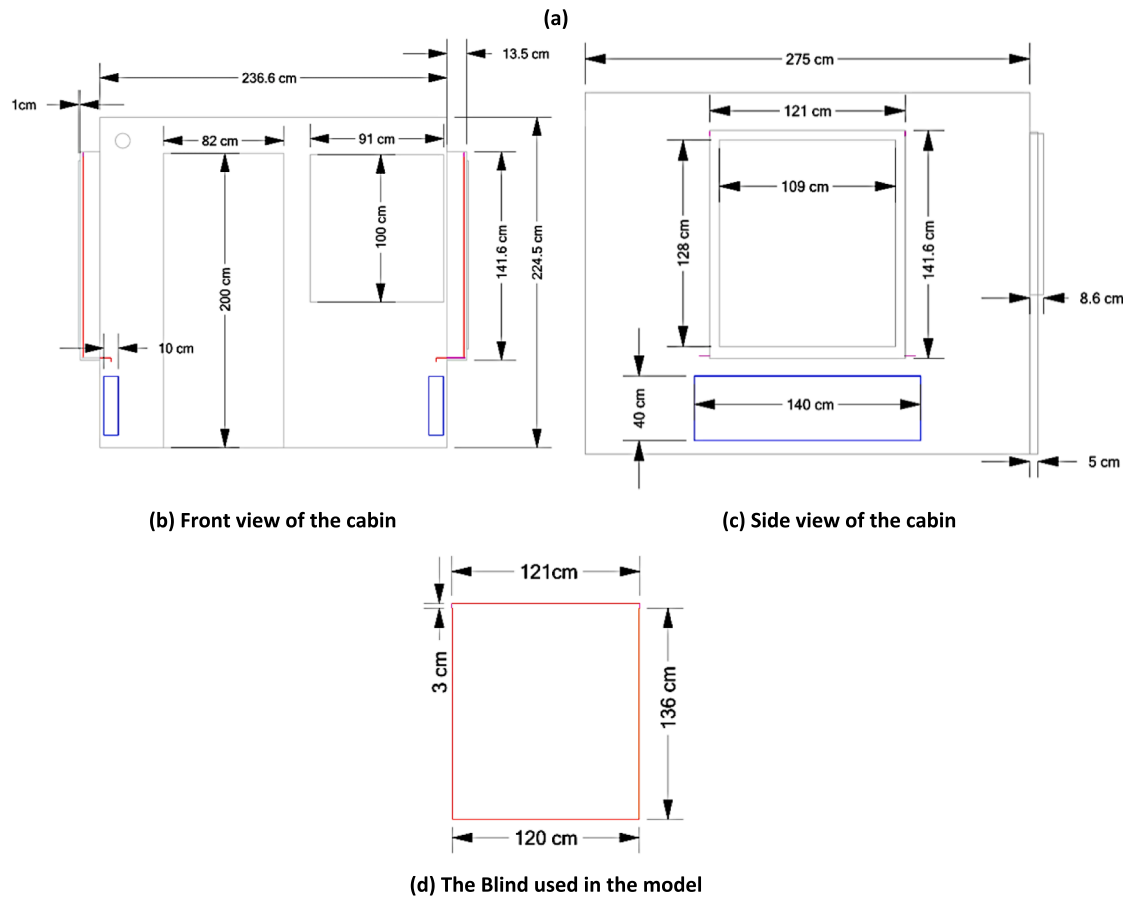 (a)
13.5 cm
236.6 cm
275 cm
1cm
121 cm
82 cm
91 cm
109 cm
100 cm
128 cm
141.6 cm
141.6 cm
224.5 cm
200 cm
8.6 cm
10 cm
40 cm
140 cm
5 cm
(b) Front view of the cabin
(c) Side view of the cabin
121cm
3 cm
136 cm
120 cm
(d) The Blind used in the model